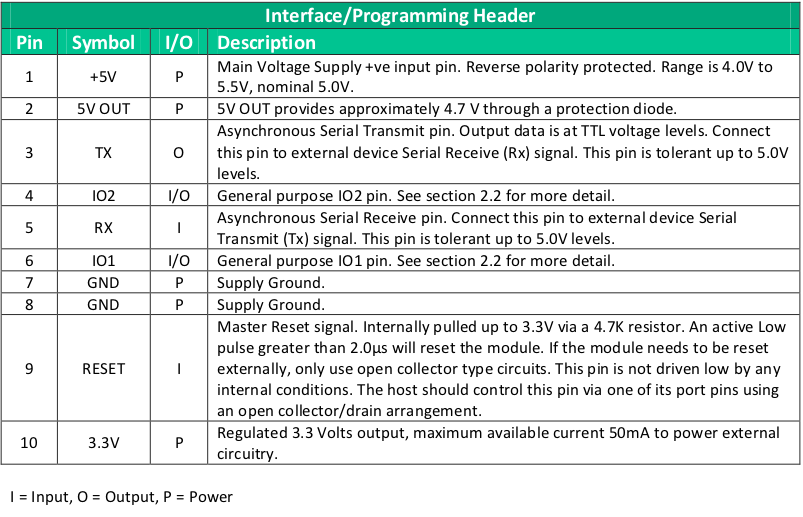 Interface/Programming Header
Pin Symbol I/O Description
1 +5V P Main Voltage Supply +ve input pin. Reverse polarity protected. Range is 4.0V to
5.5V, nominal 5.0V.
2 5V OUT P 5V OUT provides approximately 4.7 V through a protection diode.
3 TX O Asynchronous Serial Transmit pin. Output data is at TTL voltage levels. Connect
this pin to external device Serial Receive (Rx) signal. This pin is tolerant up to 5.0V
levels.
4 IO2 I/O General purpose IO2 pin. See section 2.2 for more detail.
5 RX I Asynchronous Serial Receive pin. Connect this pin to external device Serial
Transmit (Tx) signal. This pin is tolerant up to 5.0V levels.
6 IO1 I/O General purpose IO1 pin. See section 2.2 for more detail.
7 GND P Supply Ground.
8 GND P Supply Ground.
9 RESET I Master Reset signal. Internally pulled up to 3.3V via a 4.7K resistor. An active Low
pulse greater than 2.0µs will reset the module. If the module needs to be reset
externally, only use open collector type circuits. This pin is not driven low by any
internal conditions. The host should control this pin via one of its port pins using
an open collector/drain arrangement.
10 3.3V P Regulated 3.3 Volts output, maximum available current 50mA to power external
circuitry.
I = Input, O = Output, P = Power